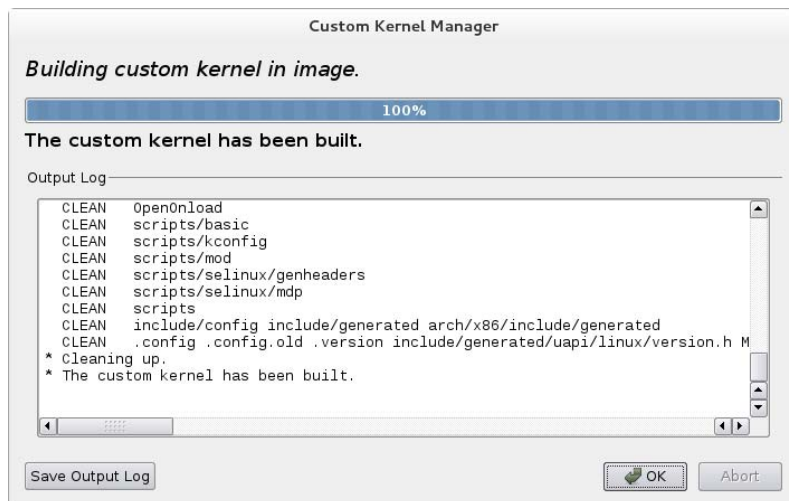 Custom Kernel Manager
Building custom kernel in image.
100%
The custom kernel has been built.
Output Log
CLEAN OpenOnload
CLEAN scripts/basic
CLEAN scripts/kconfig
CLEAN scripts/mod
CLEAN scripts/selinux/genheaders
CLEAN scripts/selinux/mdp
CLEAN scripts
CLEAN include/config include/generated arch/x86/include/generated
CLEAN .config .config.old .version include/generated/uapi/linux/version.h M
* Cleaning up.
* The custom kernel has been built.
Save Output Log
OK
Abort